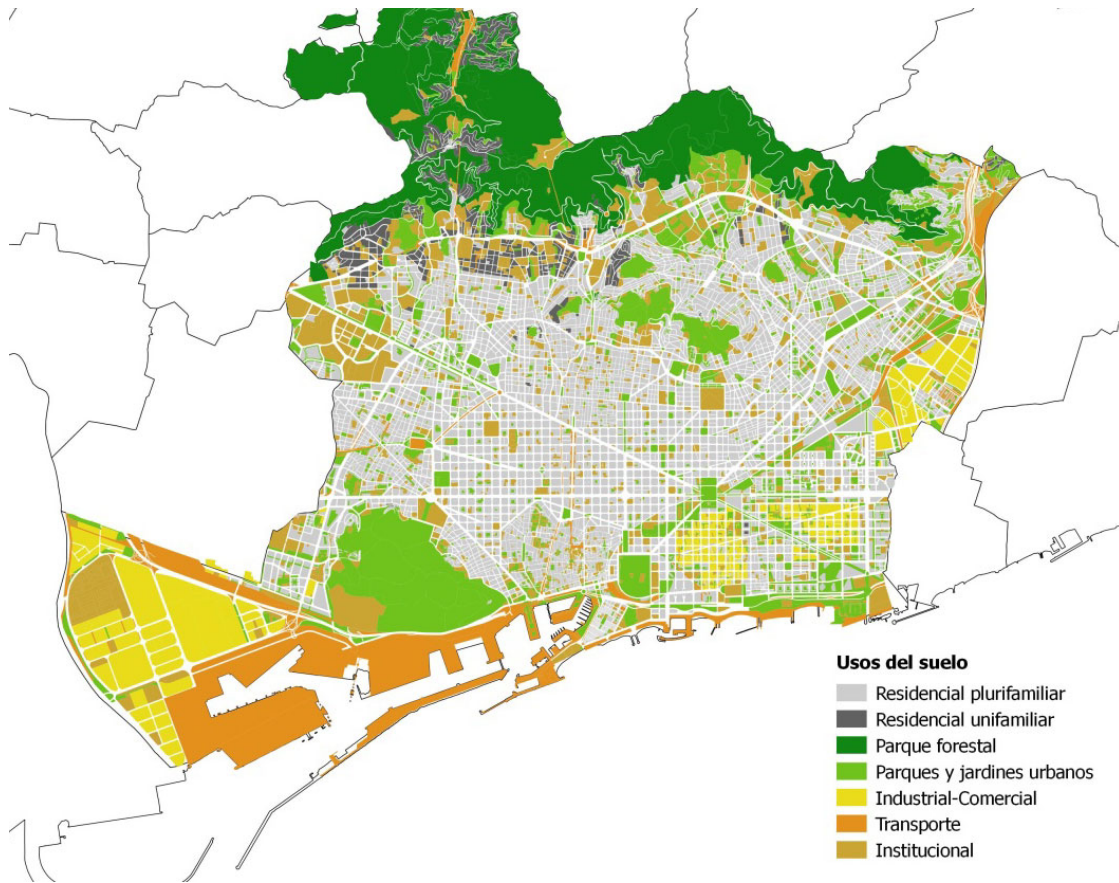 Usos del suelo
Residencial plurifamiliar
Residencial unifamiliar
Parque forestal
Parques y jardines urbanos
Industrial-Comercial
Transporte
Institucional